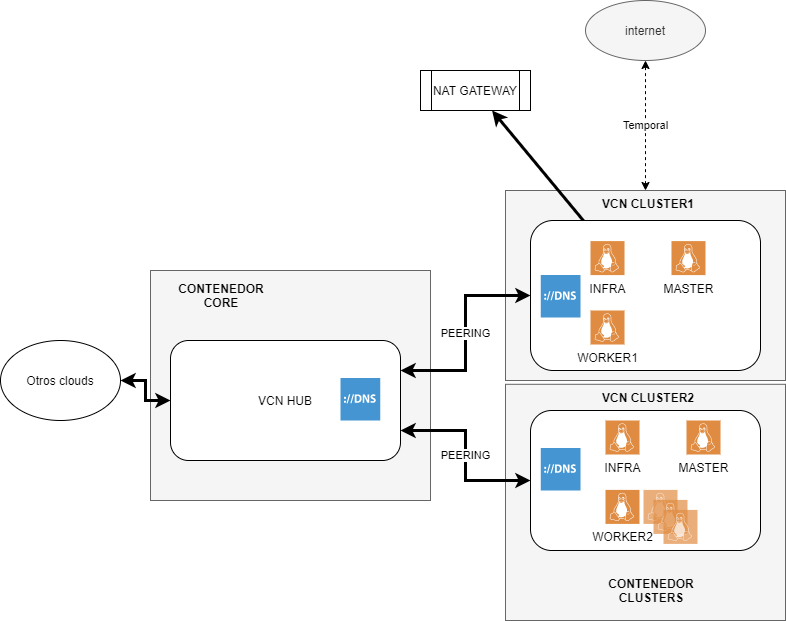 internet
NAT GATEWAY
Temporal
VCN CLUSTER1
INFRA
MASTER
://DNS
WORKER1
CONTENEDOR
CORE
PEERING
Otros clouds
VCN HUB
://DNS
VCN CLUSTER2
PEERING
INFRA
MASTER
://DNS
WORKER2
CONTENEDOR
CLUSTERS